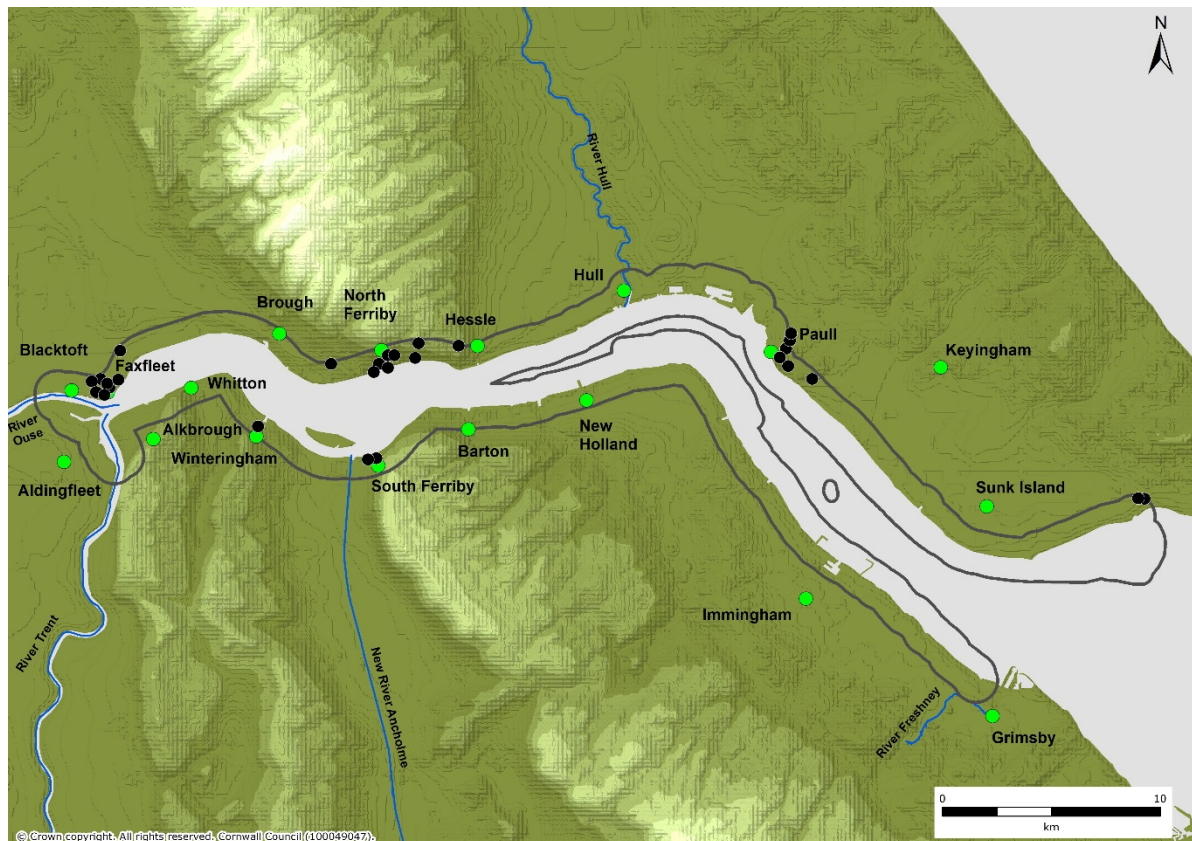 N
River Hull
Hull
Brough
North
Ferriby
Hessle
Paull
Keyingham
Blacktoft
Faxfleet
Whitton
River
Ouse
Alkbrough
Winteringham
New
Holland
Barton
Aldingfleet
South Ferriby
Sunk Island
Immingham
River Trent
New River Ancholme
River Freshney
Grimsby
0 10
km
© Crown copyright. All rights reserved. Cornwall Council (100049047).